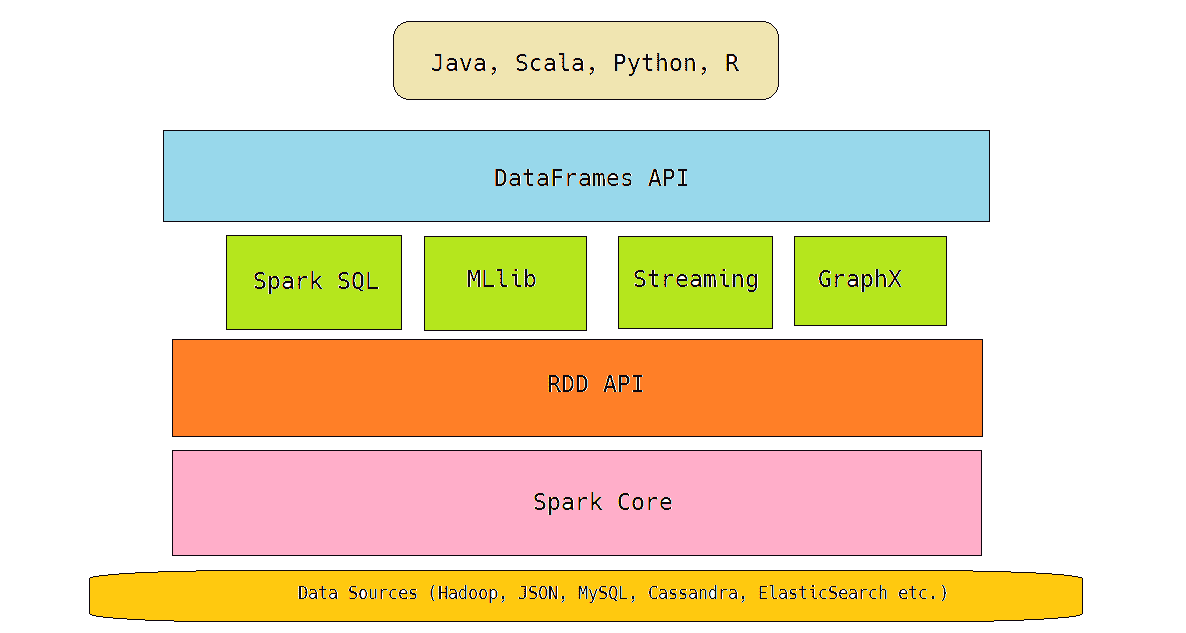 Java, Scala, Python, R
DataFrames API
Spark SQL
MLlib
Streaming
GraphX
RDD API
Spark Core
Data Sources (Hadoop, JSON, MySQL, Cassandra, ElasticSearch etc.)